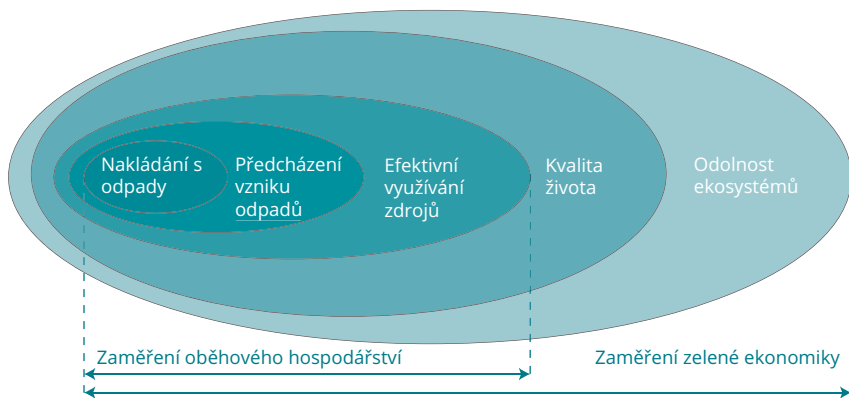 Nakládání s
odpady
Předcházení
vzniku
odpadů
Efektivní
využívání
zdrojů
Kvalita
života
Odolnost
ekosystémů
Zaměření oběhového hospodářství
Zaměření zelené ekonomiky